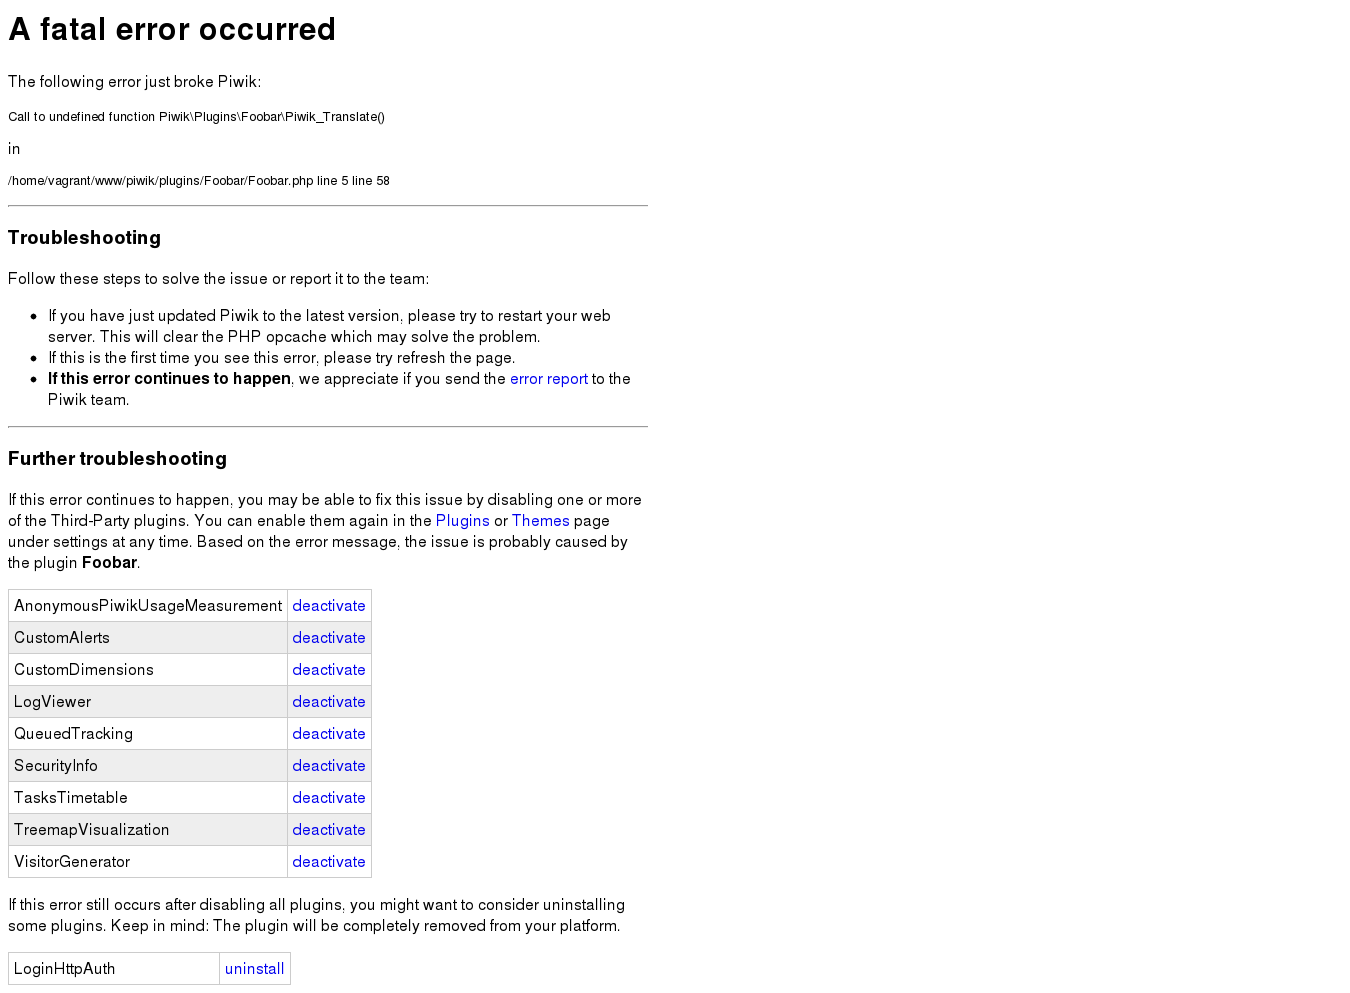 A fatal error occurred
The following error just broke Piwik:
Call to undefined function Piwik\Plugins\Foobar\Piwik_Translate()
in
/home/vagrant/www/piwik/plugins/Foobar/Foobar.php line 5 line 58
Troubleshooting
Follow these steps to solve the issue or report it to the team:
• If you have just updated Piwik to the latest version, please try to restart your web
server. This will clear the PHP opcache which may solve the problem.
• If this is the first time you see this error, please try refresh the page.
• If this error continues to happen, we appreciate if you send the error report to the
Piwik team.
Further troubleshooting
If this error continues to happen, you may be able to fix this issue by disabling one or more
of the Third-Party plugins. You can enable them again in the Plugins or Themes page
under settings at any time. Based on the error message, the issue is probably caused by
the plugin Foobar.
AnonymousPiwikUsageMeasurement deactivate
CustomAlerts deactivate
CustomDimensions deactivate
LogViewer deactivate
QueuedTracking deactivate
SecurityInfo deactivate
TasksTimetable deactivate
TreemapVisualization deactivate
VisitorGenerator deactivate
If this error still occurs after disabling all plugins, you might want to consider uninstalling
some plugins. Keep in mind: The plugin will be completely removed from your platform.
LoginHttpAuth uninstall